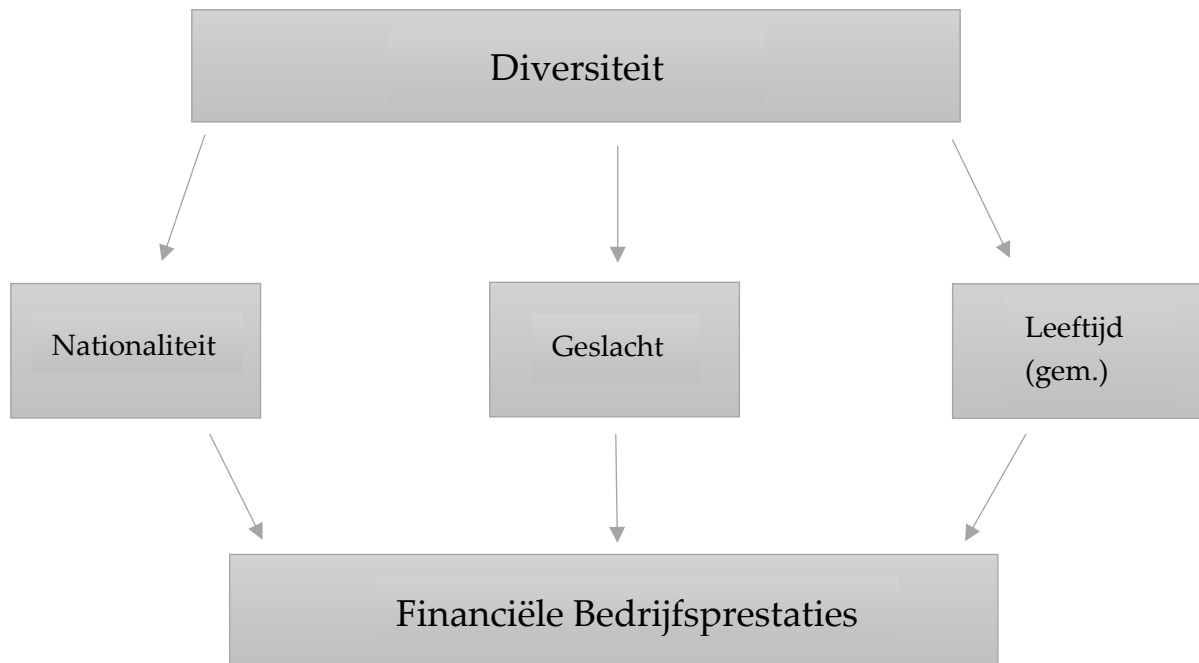 Diversiteit
Nationaliteit
Geslacht
Leeftijd
(gem.)
Financiële Bedrijfsprestaties